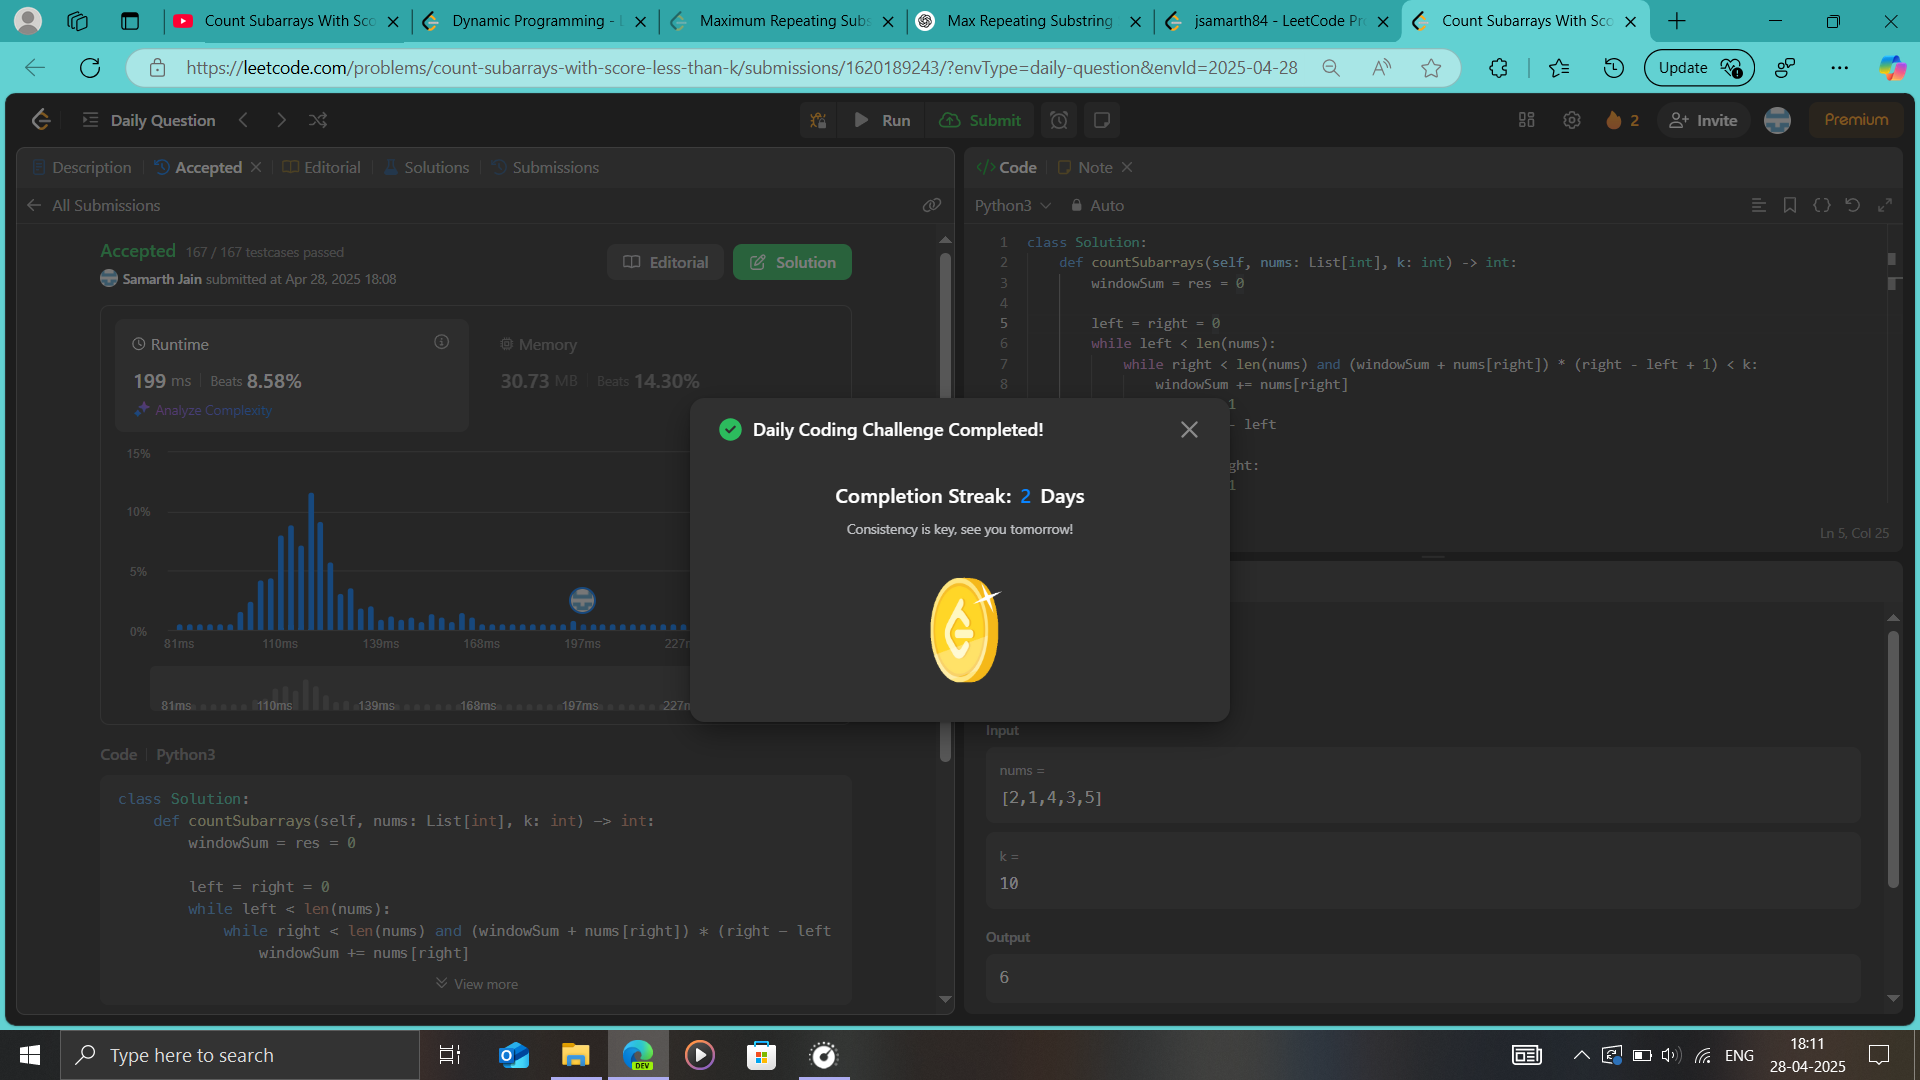 Count Subarrays With Sco
Dynamic Programming - L
Maximum Repeating Subs
Max Repeating Substring
jsamarth84 - LeetCode Pr
Count Subarrays With Sco
https://leetcode.com/problems/count-subarrays-with-score-less-than-k/submissions/1620189243/?envType=daily-question&envId=2025-04-28
Update
Daily Question
Run
Submit
2
Invite
Premium
Description
Accepted
Editorial
Solutions
Submissions
All Submissions
Accepted 167 / 167 testcases passed
Samarth Jain submitted at Apr 28, 2025 18:08
Editorial
Solution
Runtime
199 ms Beats 8.58%
Analyze Complexity
Memory
30.73 MB Beats 14.30%
15%
10%
5%
0%
81ms 110ms 139ms 168ms 197ms 227m
81ms 110ms 139ms 168ms 197ms 227m
Code Python3
class Solution:
def countSubarrays(self, nums: List[int], k: int) -> int:
windowSum = res = 0
left = right = 0
while left < len(nums):
while right < len(nums) and (windowSum + nums[right]) * (right - left
windowSum += nums[right]
View more
Daily Coding Challenge Completed!
Completion Streak: 2 Days
Consistency is key, see you tomorrow!
</> Code
Note
Python3
Auto
1 class Solution:
2 def countSubarrays(self, nums: List[int], k: int) -> int:
3 windowSum = res = 0
4
5 left = right = 0
6 while left < len(nums):
7 while right < len(nums) and (windowSum + nums[right]) * (right - left + 1) < k:
8 windowSum += nums[right]
1
- left
ght:
1
Ln 5, Col 25
Input
nums =
[2,1,4,3,5]
k =
10
Output
6
Type here to search
DEV
ENG
18:11
28-04-2025